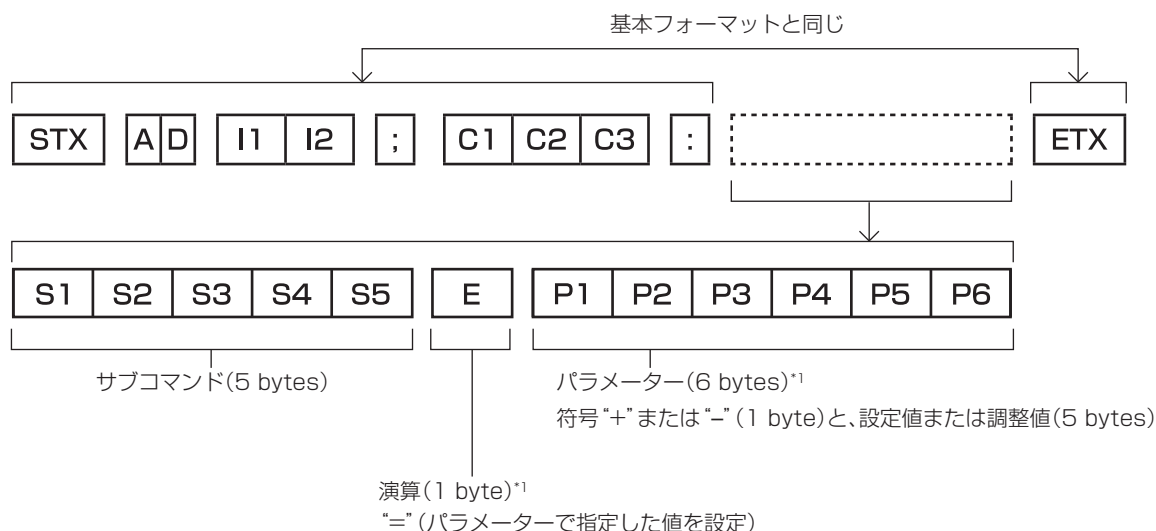 基本フォーマットと同じ
STX A D I1 I2 ; C1 C2 C3 : ETX
S1 S2 S3 S4 S5 E P1 P2 P3 P4 P5 P6
サブコマンド(5 bytes)
パラメーター(6 bytes)*1
符号“+”または“–”(1 byte)と、設定値または調整値(5 bytes)
演算(1 byte)*1
“=”(パラメーターで指定した値を設定)